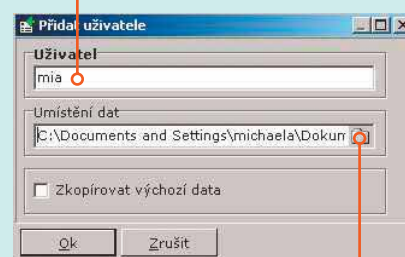 Přidat uživatele
Uživatel
mia
Umístění dat
C:\Documents and Settings\michaela\Dokum
Zkopírovat výchozí data
Ok
Zrušit